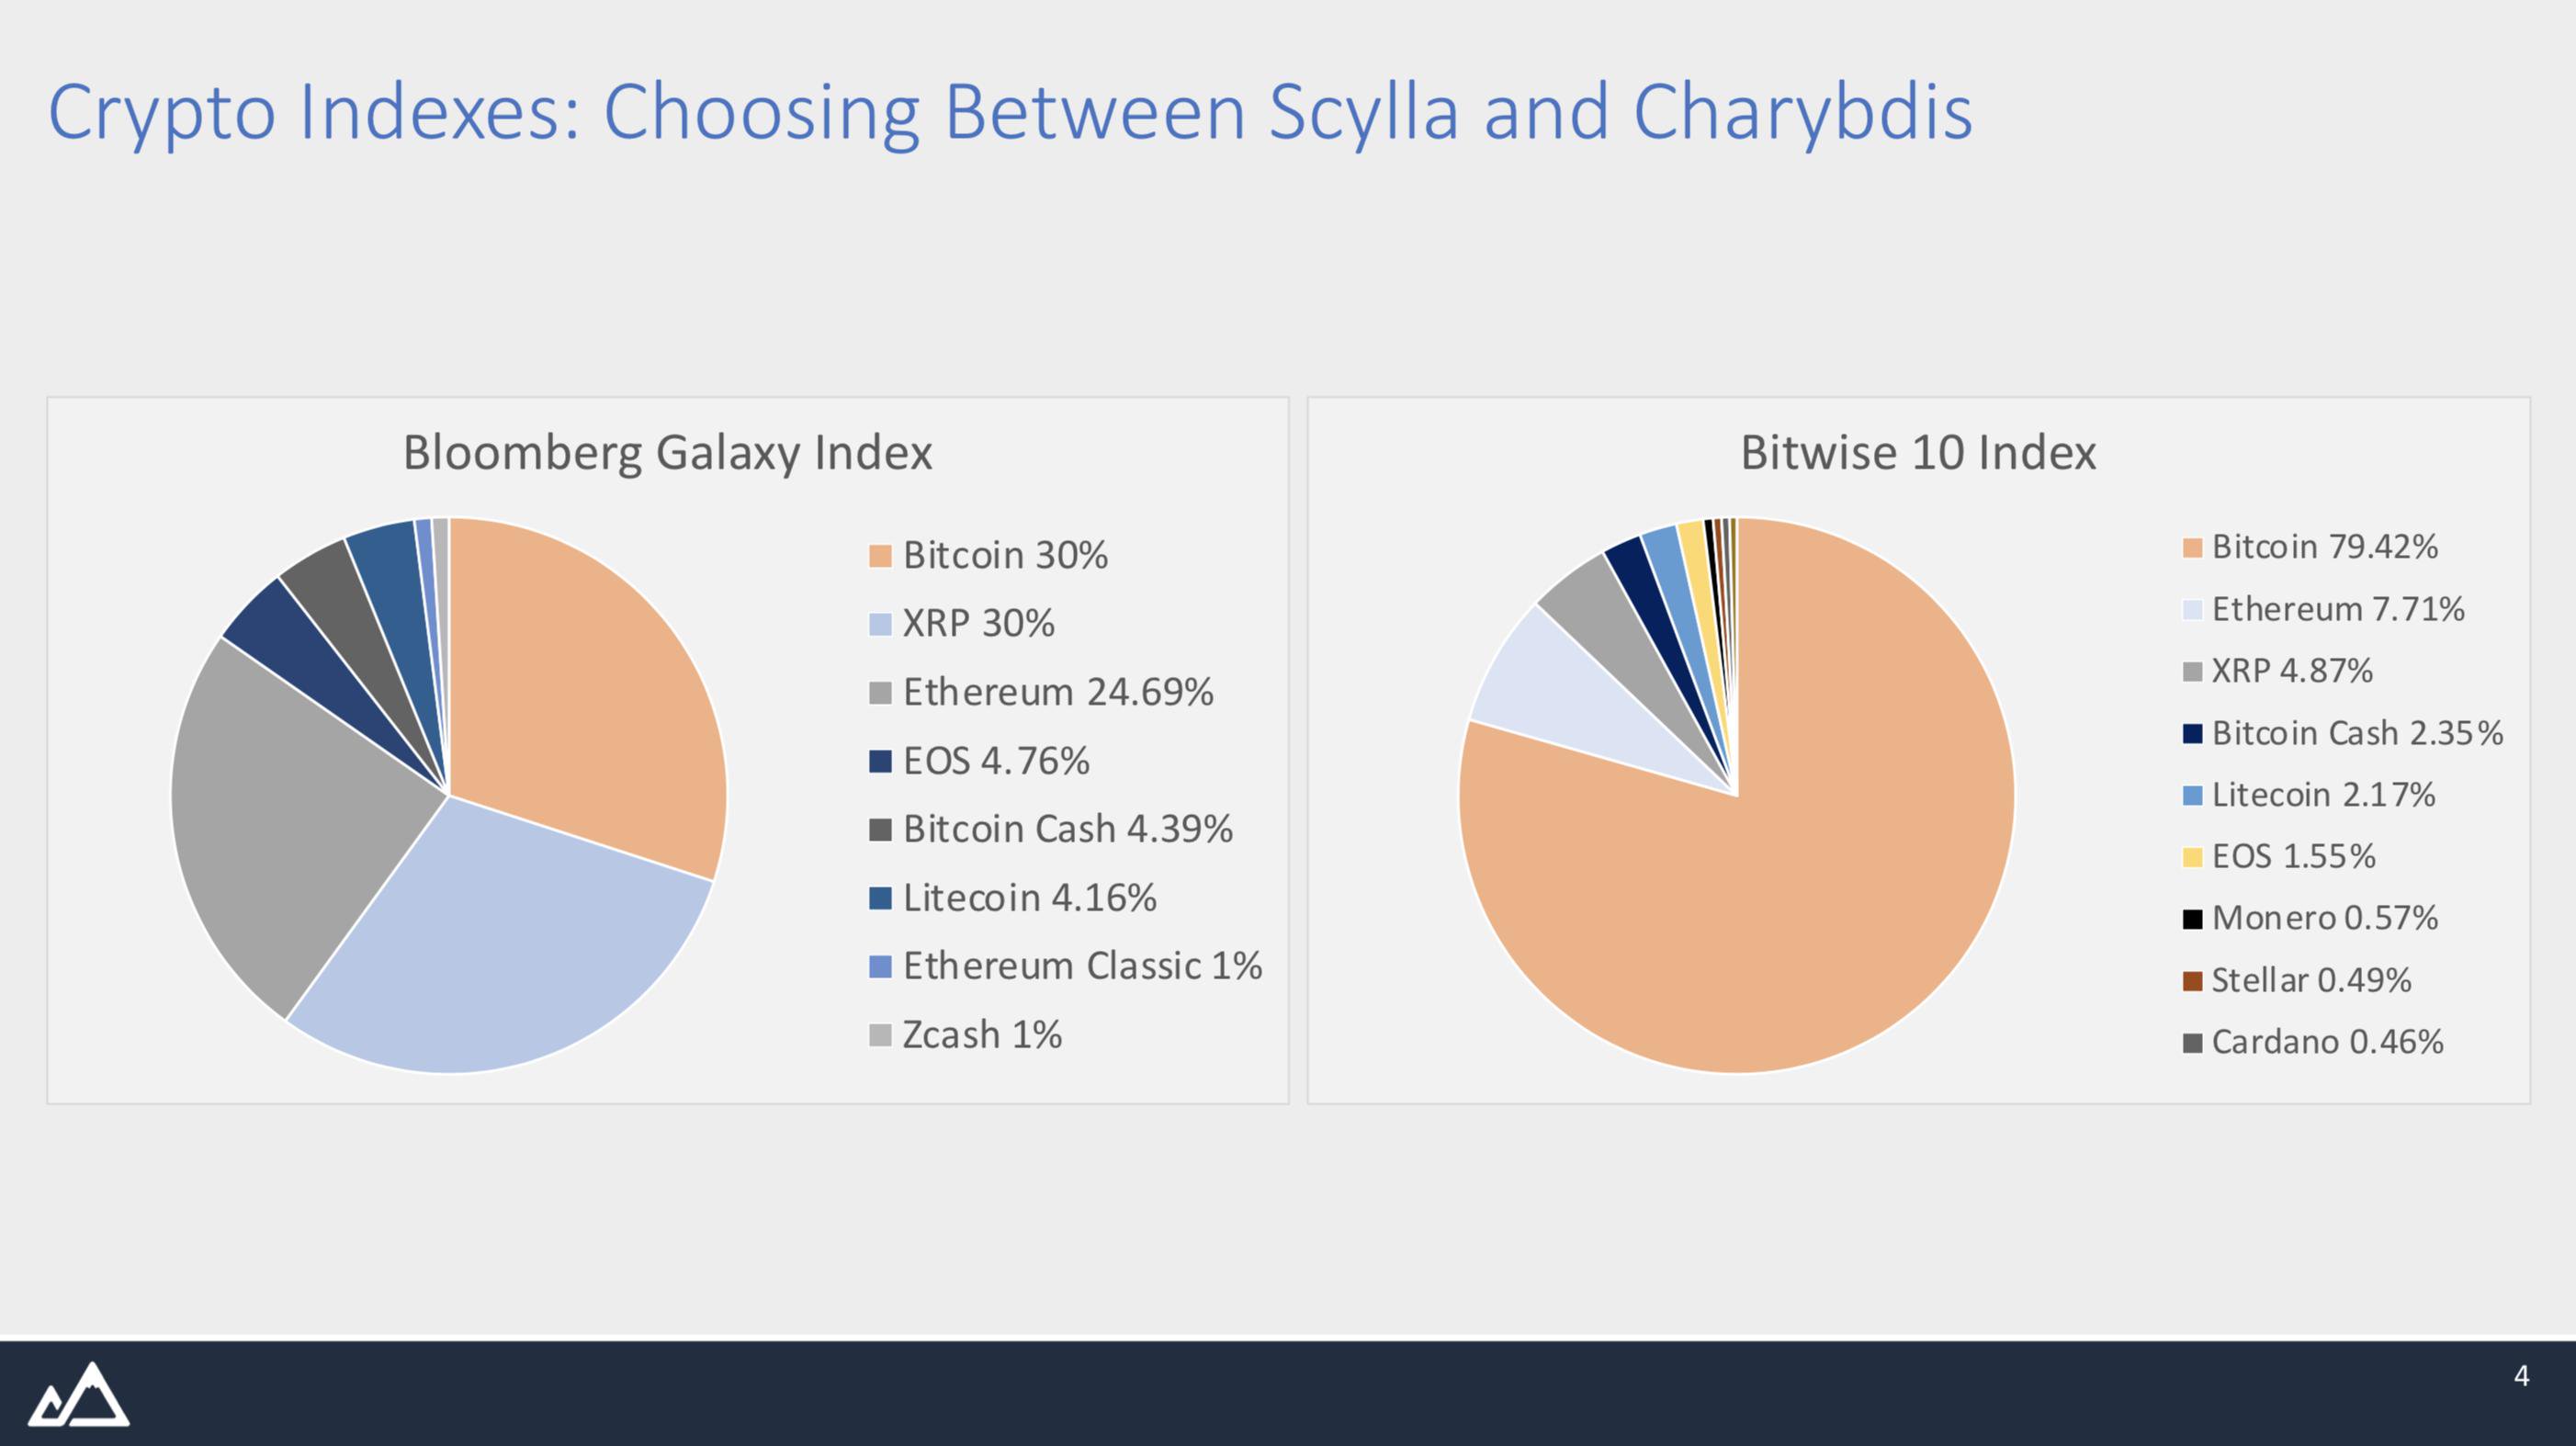 Crypto Indexes: Choosing Between Scylla and Charybdis
Bloomberg Galaxy Index
Bitcoin 30%
XRP 30%
Ethereum 24.69%
EOS 4.76%
Bitcoin Cash 4.39%
Litecoin 4.16%
Ethereum Classic 1%
Zcash 1%
Bitwise 10 Index
Bitcoin 79.42%
Ethereum 7.71%
XRP 4.87%
Bitcoin Cash 2.35%
Litecoin 2.17%
EOS 1.55%
Monero 0.57%
Stellar 0.49%
Cardano 0.46%
4